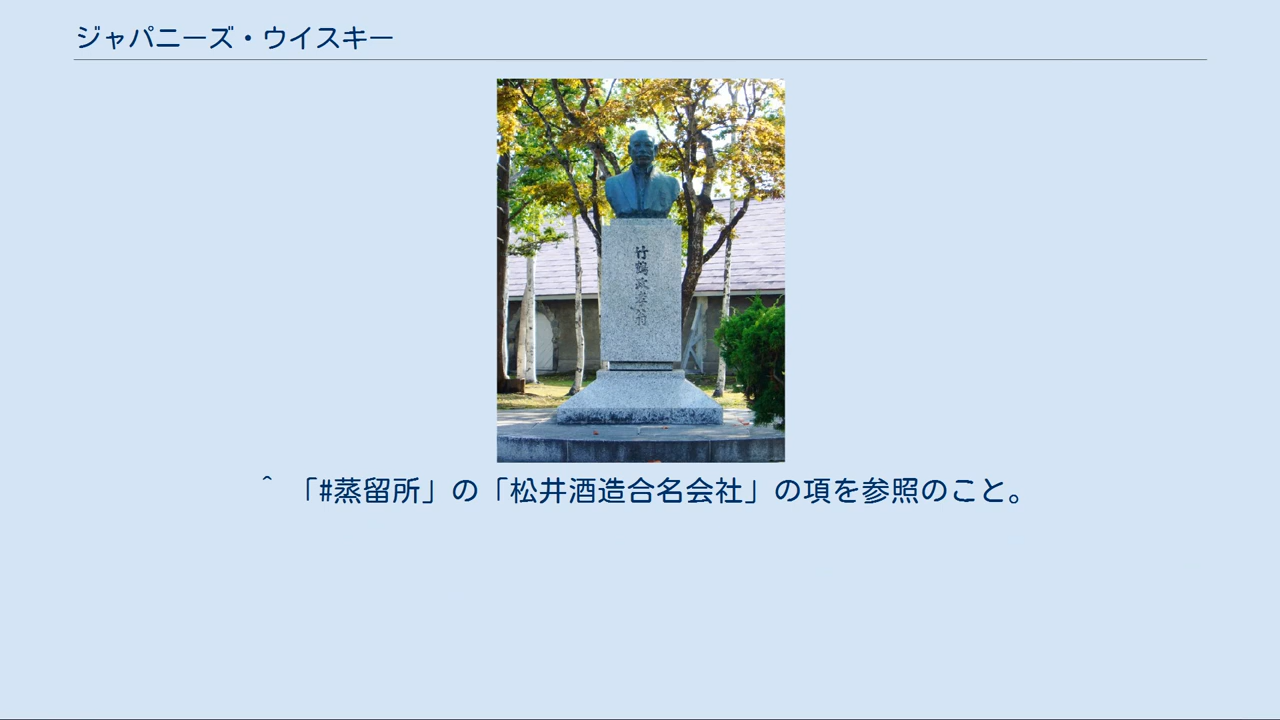 ジャパニーズ・ウイスキー
竹鶴政孝翁
^ 「#蒸留所」の「松井酒造合名会社」の項を参照のこと。